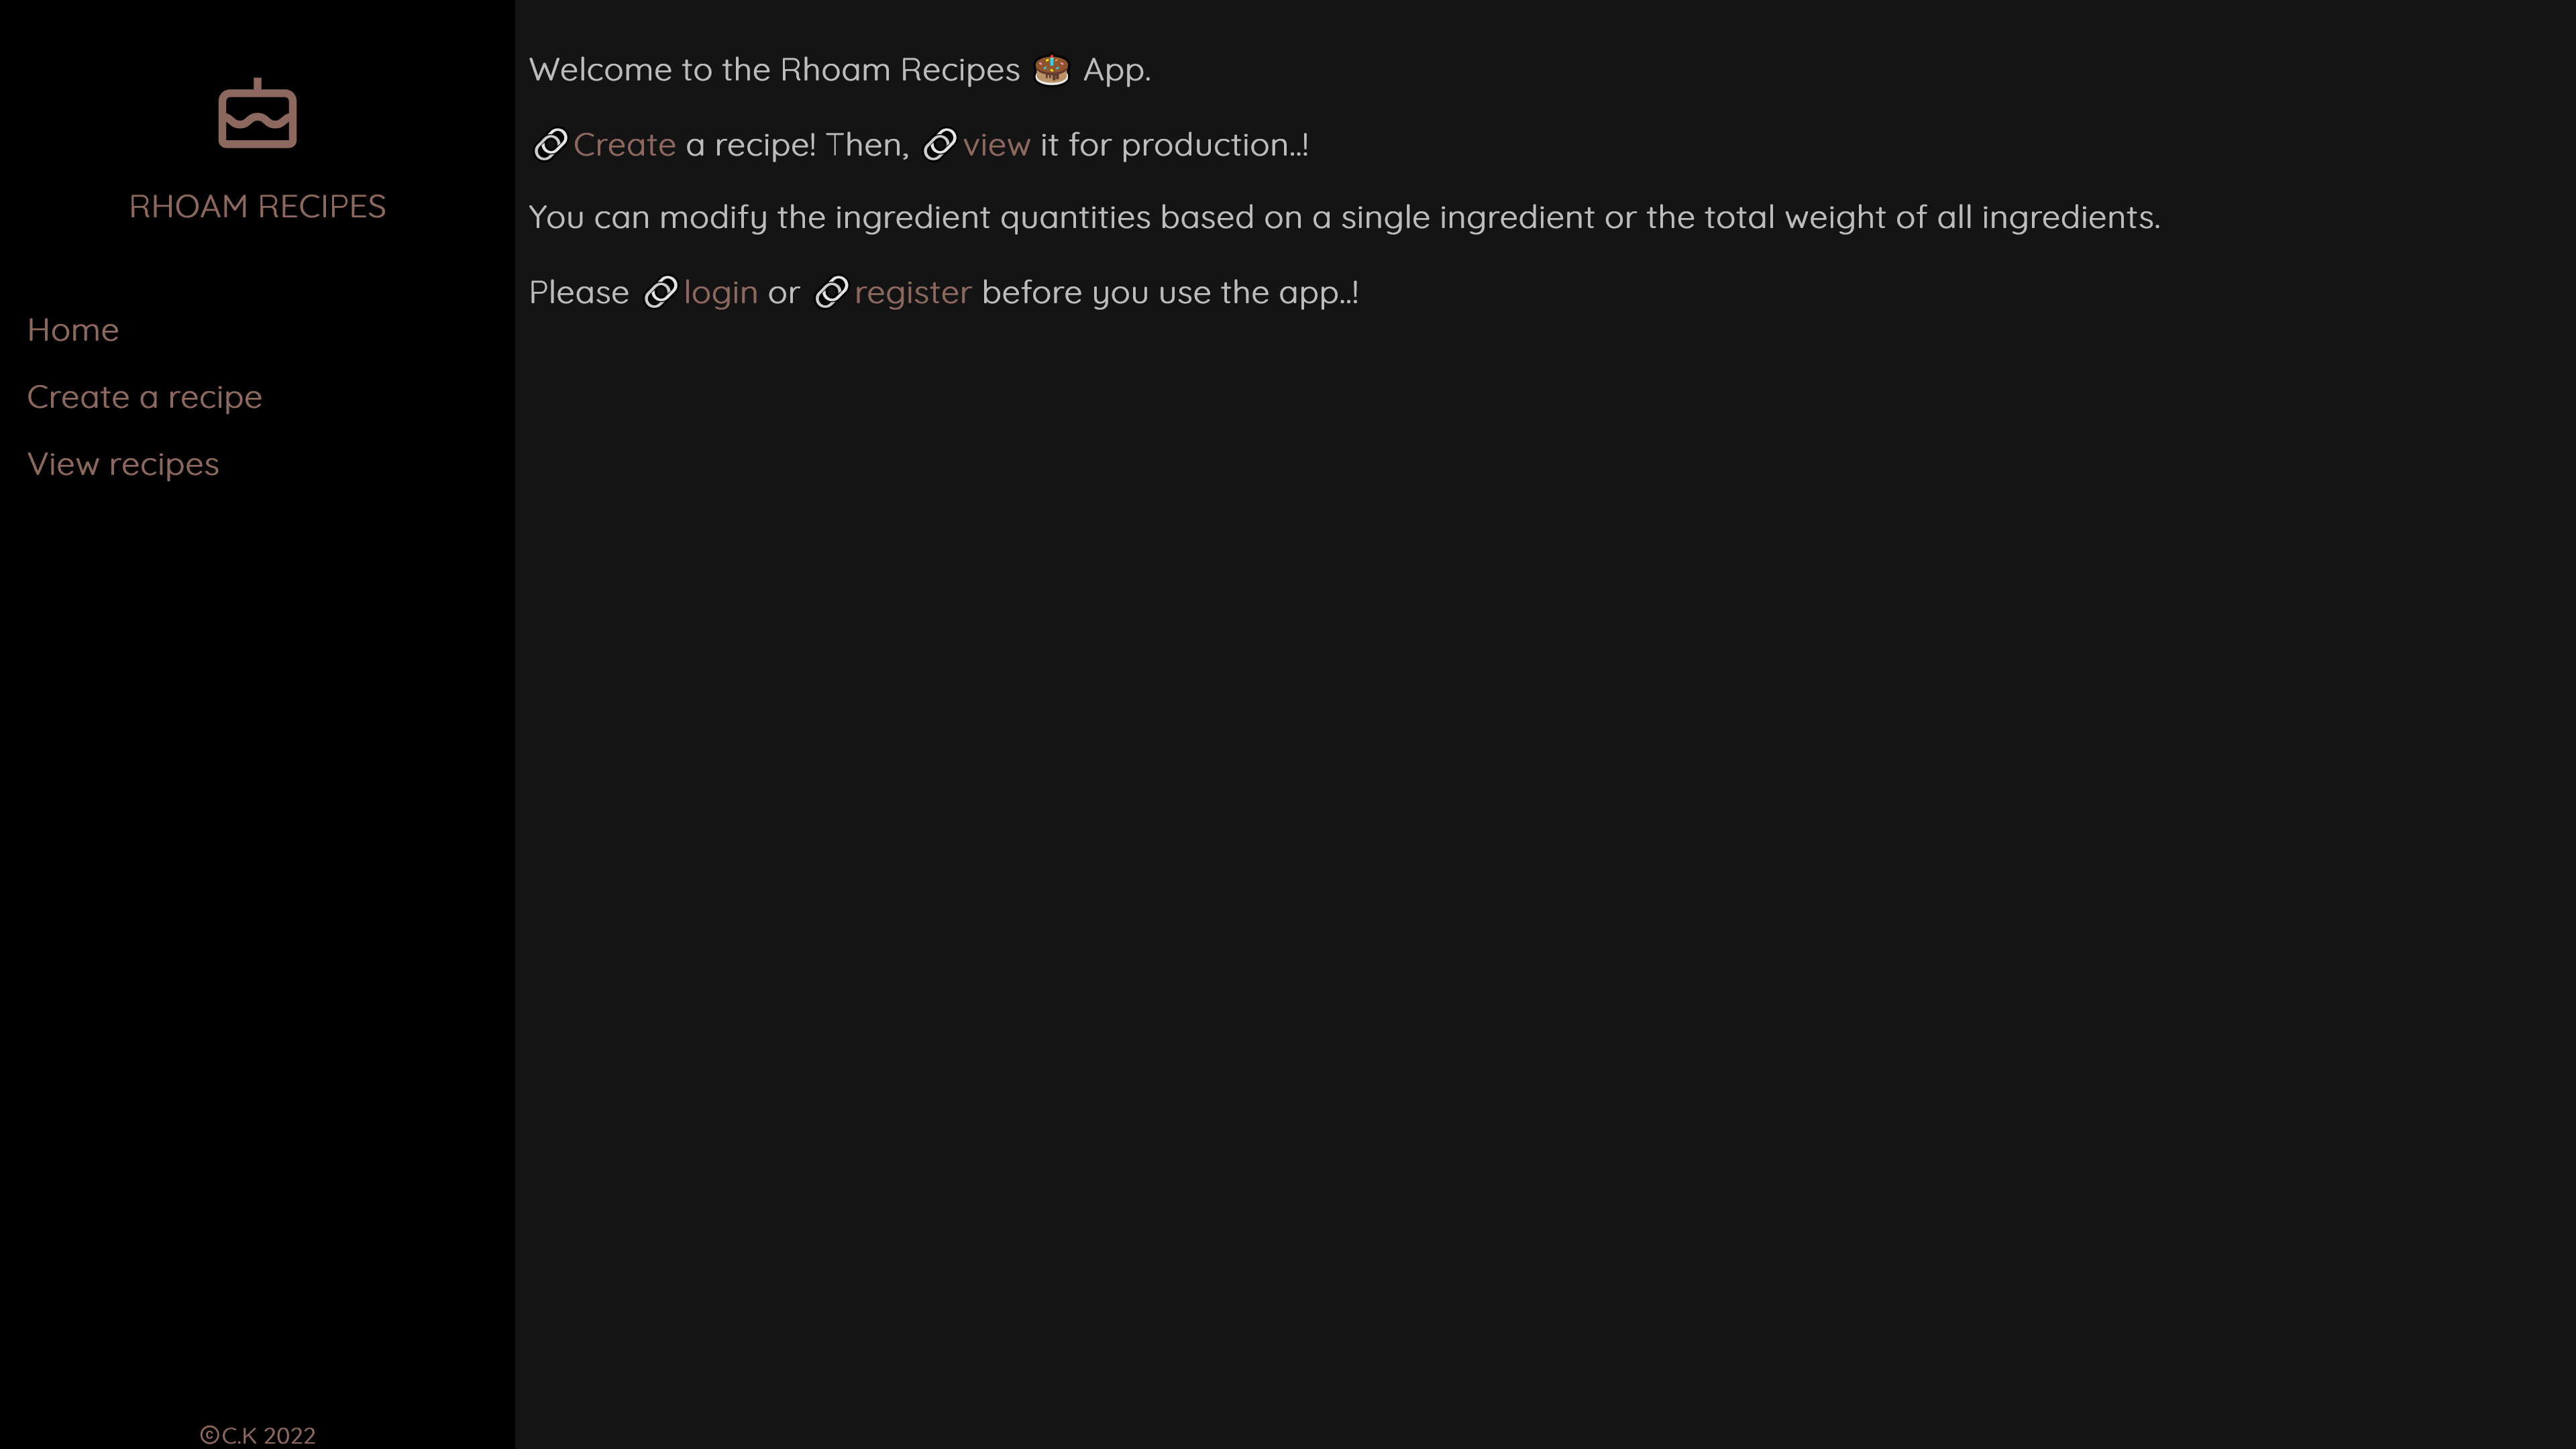 RHOAM RECIPES
Home
Create a recipe
View recipes
©C.K 2022
Welcome to the Rhoam Recipes 🎂 App.
🔗Create a recipe! Then, 🔗view it for production..!
You can modify the ingredient quantities based on a single ingredient or the total weight of all ingredients.
Please 🔗login or 🔗register before you use the app..!